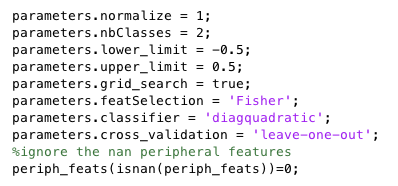 parameters.normalize = 1;
parameters.nbClasses = 2;
parameters.lower_limit = -0.5;
parameters.upper_limit = 0.5;
parameters.grid_search = true;
parameters.featSelection = 'Fisher';
parameters.classifier = 'diagquadratic';
parameters.cross_validation = 'leave-one-out';
%ignore the nan peripheral features
periph_feats(isnan(periph_feats))=0;